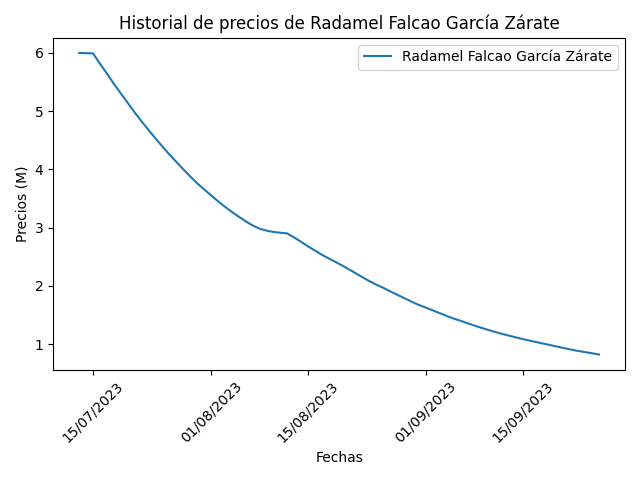 Historial de precios de Radamel Falcao García Zárate
Radamel Falcao García Zárate
Precios (M)
6
5
4
3
2
1
15/07/2023
01/08/2023
15/08/2023
01/09/2023
15/09/2023
Fechas